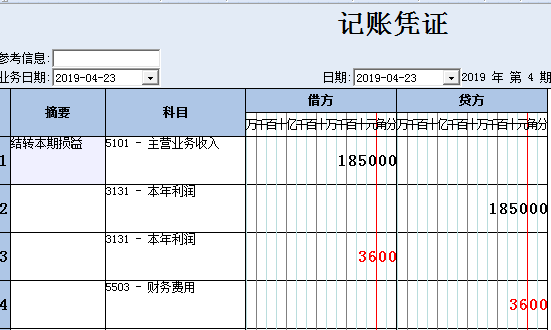 记账凭证
参考信息:
业务日期: 2019-04-23 日期: 2019-04-23 2019 年 第 4 期
摘要 科目 借方 贷方
万千百十亿千百十万千百十元角分 万千百十亿千百十万千百十元角分
1 结转本期损益 5101 - 主营业务收入 185000
2 3131 - 本年利润 185000
3 3131 - 本年利润 3600
4 5503 - 财务费用 3600